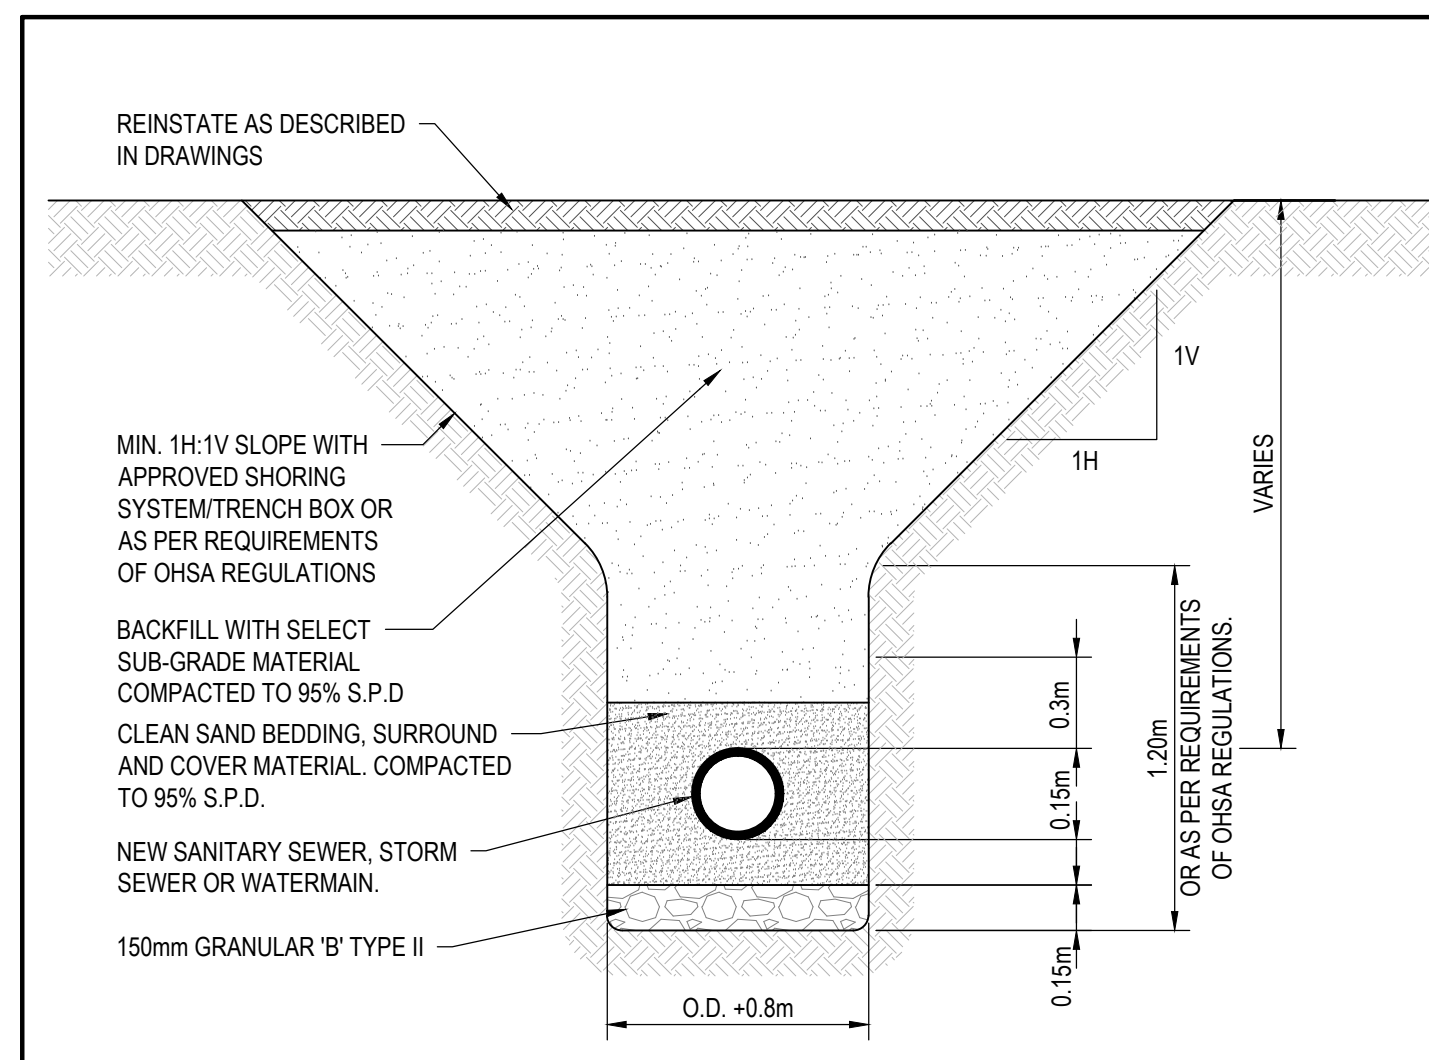 REINSTATE AS DESCRIBED
IN DRAWINGS
MIN. 1H:1V SLOPE WITH
APPROVED SHORING
SYSTEM/TRENCH BOX OR
AS PER REQUIREMENTS
OF OHSA REGULATIONS
BACKFILL WITH SELECT
SUB-GRADE MATERIAL
COMPACTED TO 95% S.P.D
CLEAN SAND BEDDING, SURROUND
AND COVER MATERIAL. COMPACTED
TO 95% S.P.D.
NEW SANITARY SEWER, STORM
SEWER OR WATERMAIN.
150mm GRANULAR 'B' TYPE II
1V
1H
VARIES
0.3m
0.15m
0.15m
1.20m
OR AS PER REQUIREMENTS
OF OHSA REGULATIONS.
O.D. +0.8m